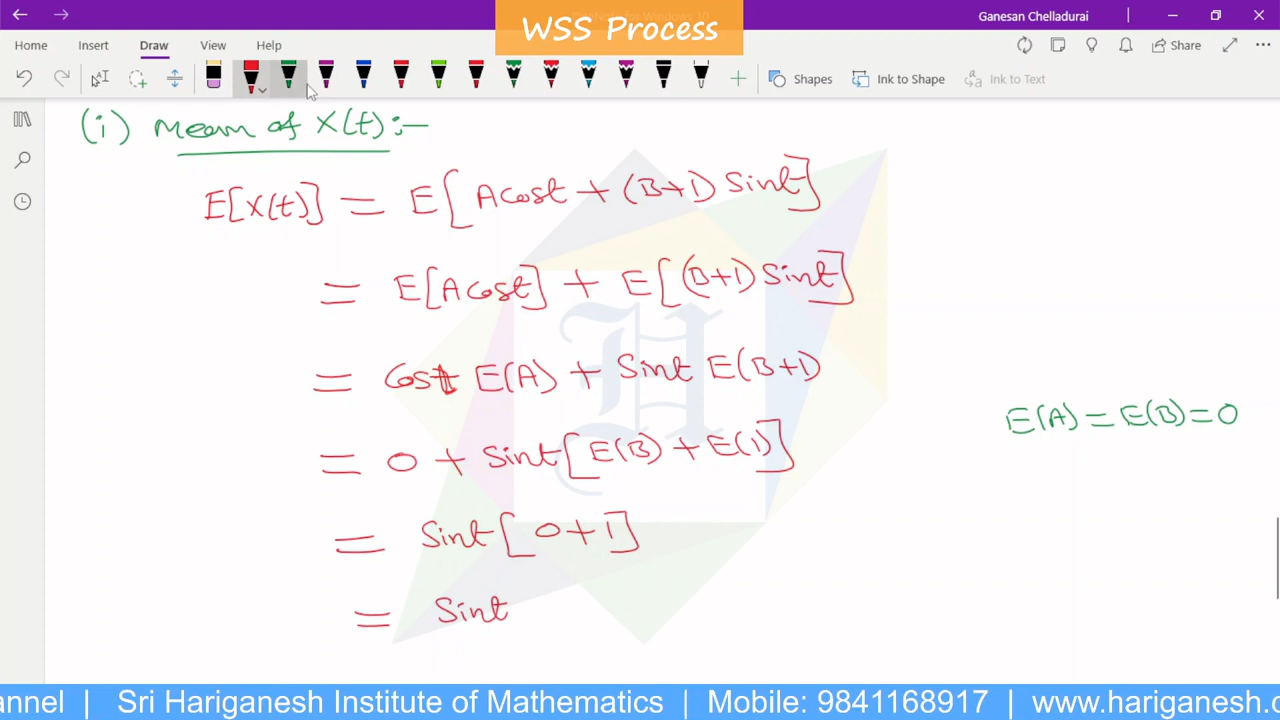 WSS Process
Ganesan Chelladurai
Home Insert Draw View Help
Share
Shapes Ink to Shape Ink to Text
(i) Mean of X(t):-
E[X(t)] = E[Acost + (B+1) Sint]
= E[Acost] + E[(B+1) Sint]
= Cost E(A) + Sint E(B+1)
E(A) = E(B) = 0
= 0 + Sint[E(B) + E(1)]
= Sint[0+1]
= Sint
annel | Sri Hariganesh Institute of Mathematics | Mobile: 9841168917 | www.hariganesh.c